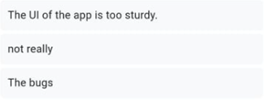 The UI of the app is too sturdy.
not really
The bugs